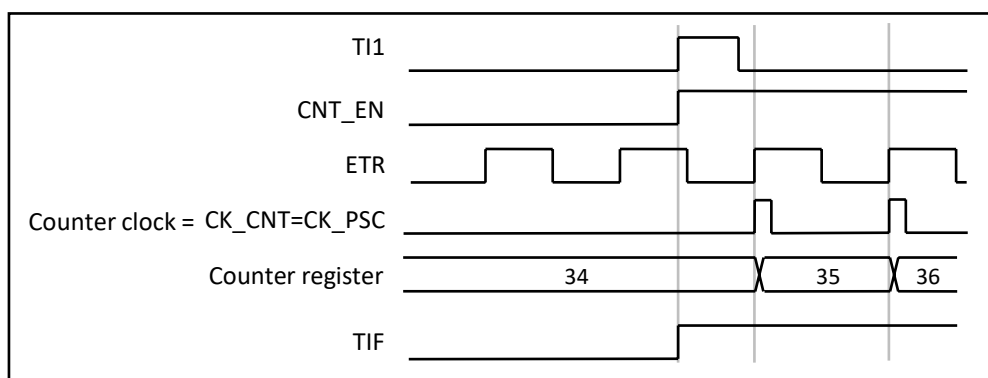 TI1
CNT_EN
ETR
Counter clock = CK_CNT=CK_PSC
Counter register 34 35 36
TIF